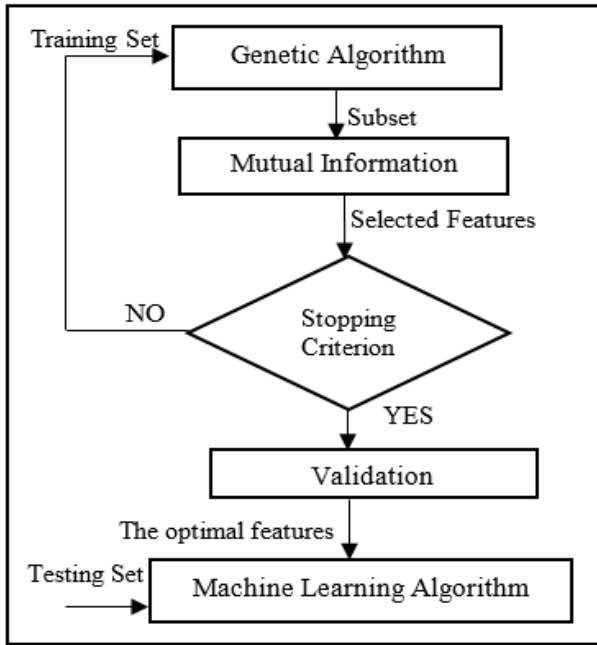 Training Set
Genetic Algorithm
Subset
Mutual Information
Selected Features
NO
Stopping
Criterion
YES
Validation
The optimal features
Testing Set
Machine Learning Algorithm